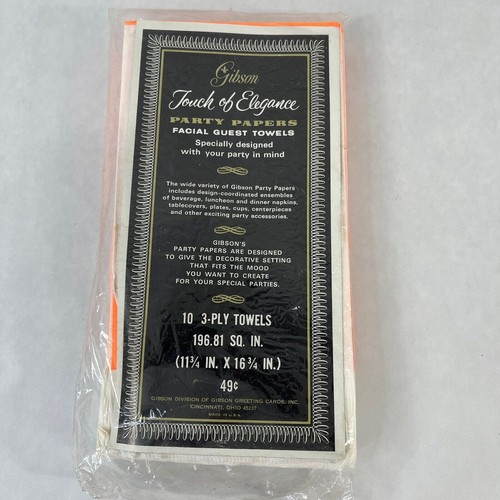 Gibson
Touch of Elegance
PARTY PAPERS
FACIAL GUEST TOWELS
Specially designed
with your party in mind
The wide variety of Gibson Party Papers
includes design-coordinated ensembles
of beverage, luncheon and dinner napkins,
tablecovers, plates, cups, centerpieces
and other exciting party accessories.
GIBSON'S
PARTY PAPERS ARE DESIGNED
TO GIVE THE DECORATIVE SETTING
THAT FITS THE MOOD
YOU WANT TO CREATE
FOR YOUR SPECIAL PARTIES.
10 3-PLY TOWELS
196.81 SQ. IN.
(11¾ IN. X 16¾ IN.)
49¢
GIBSON DIVISION OF GIBSON GREETING CARDS, INC.
CINCINNATI, OHIO 45237
MADE IN U.S.A.